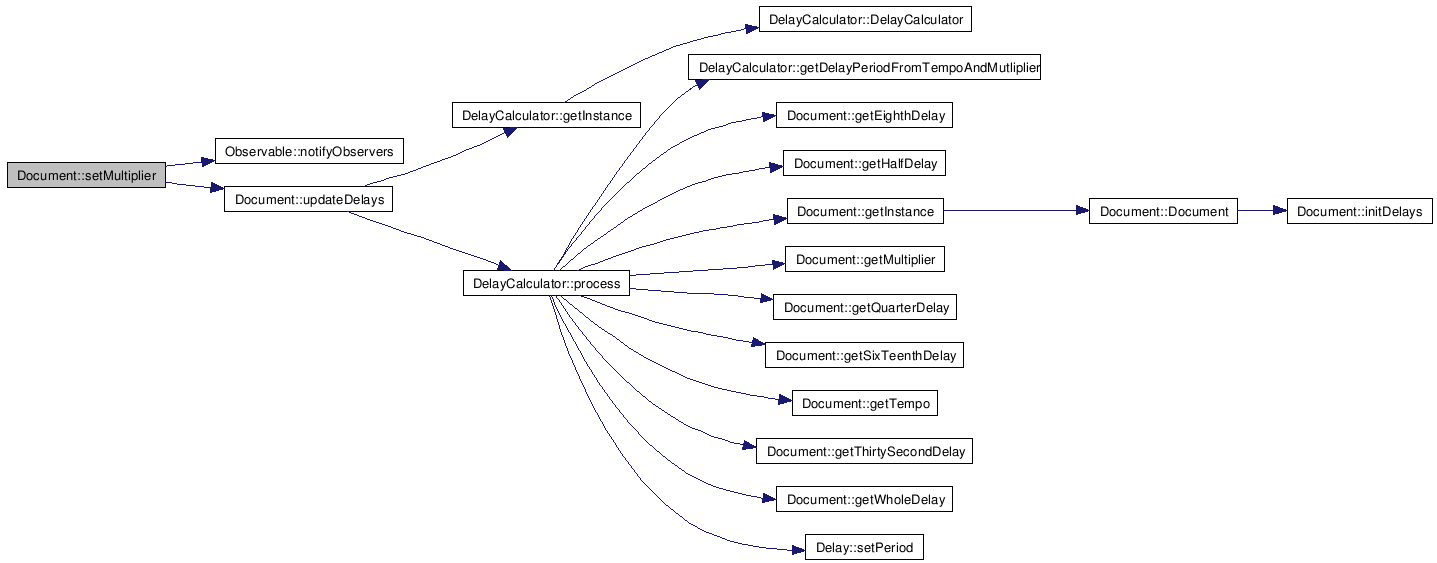 DelayCalculator::DelayCalculator
DelayCalculator::getDelayPeriodFromTempoAndMutliplier
DelayCalculator::getInstance
Document::getEighthDelay
Observable::notifyObservers
Document::getHalfDelay
Document::setMultiplier
Document::updateDelays
Document::getInstance
Document::Document
Document::initDelays
Document::getMultiplier
DelayCalculator::process
Document::getQuarterDelay
Document::getSixTeenthDelay
Document::getTempo
Document::getThirtySecondDelay
Document::getWholeDelay
Delay::setPeriod